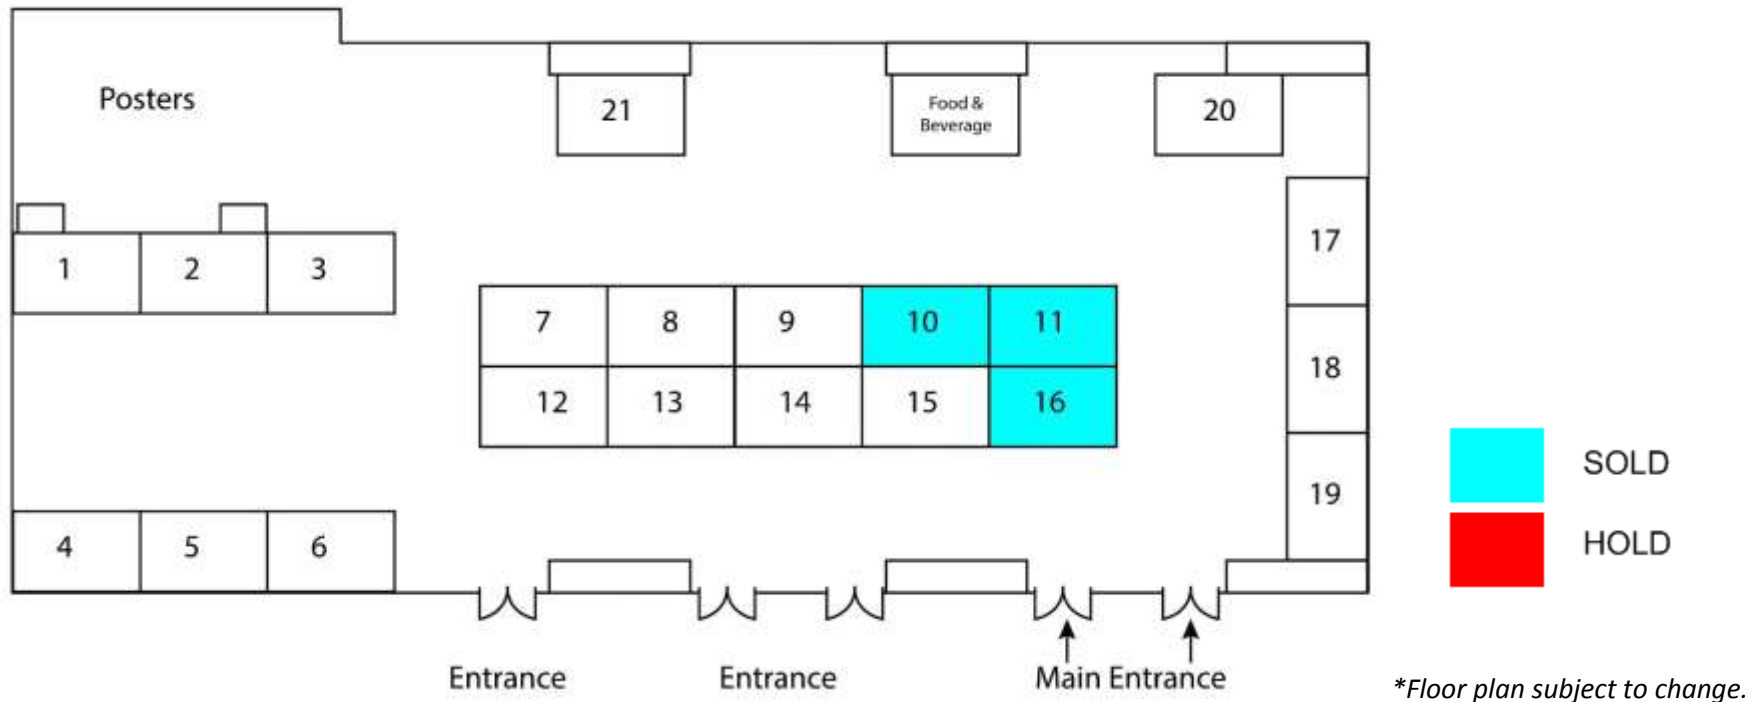 Posters
21
Food &
Beverage
20
1
2
3
17
7
8
9
10
11
18
12
13
14
15
16
SOLD
19
HOLD
4
5
6
Entrance
Entrance
Main Entrance
*Floor plan subject to change.